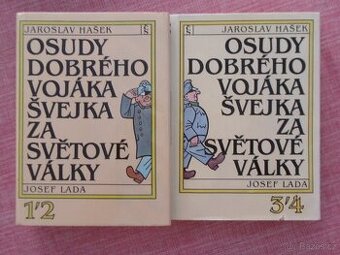 JAROSLAV HAŠEK
OSUDY
DOBRÉHO
VOJÁKA
ŠVEJKA
ZA
SVĚTOVÉ
VÁLKY
JOSEF LADA
1'2
JAROSLAV HAŠEK
OSUDY
DOBRÉHO
VOJÁKA
ŠVEJKA
ZA
SVĚTOVÉ
VÁLKY
JOSEF LADA
3'4